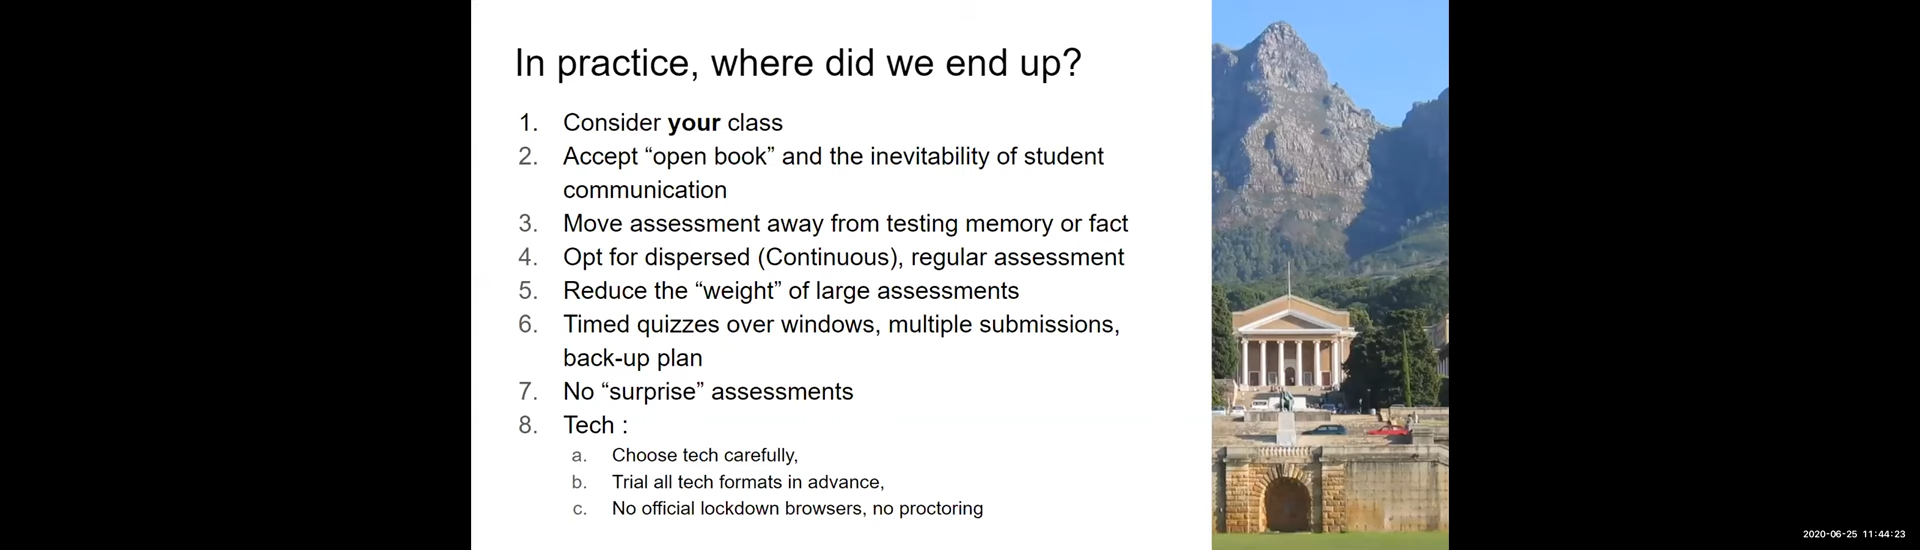 In practice, where did we end up?
1. Consider your class
2. Accept “open book” and the inevitability of student
communication
3. Move assessment away from testing memory or fact
4. Opt for dispersed (Continuous), regular assessment
5. Reduce the “weight” of large assessments
6. Timed quizzes over windows, multiple submissions,
back-up plan
7. No “surprise” assessments
8. Tech :
a. Choose tech carefully,
b. Trial all tech formats in advance,
c. No official lockdown browsers, no proctoring
2020-06-25 11:44:23